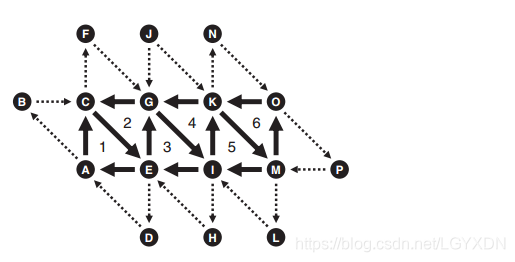 F J N
B C G K O
2 4 6
1 3 5
A E I M P
D H L
https://blog.csdn.net/LGYXDN